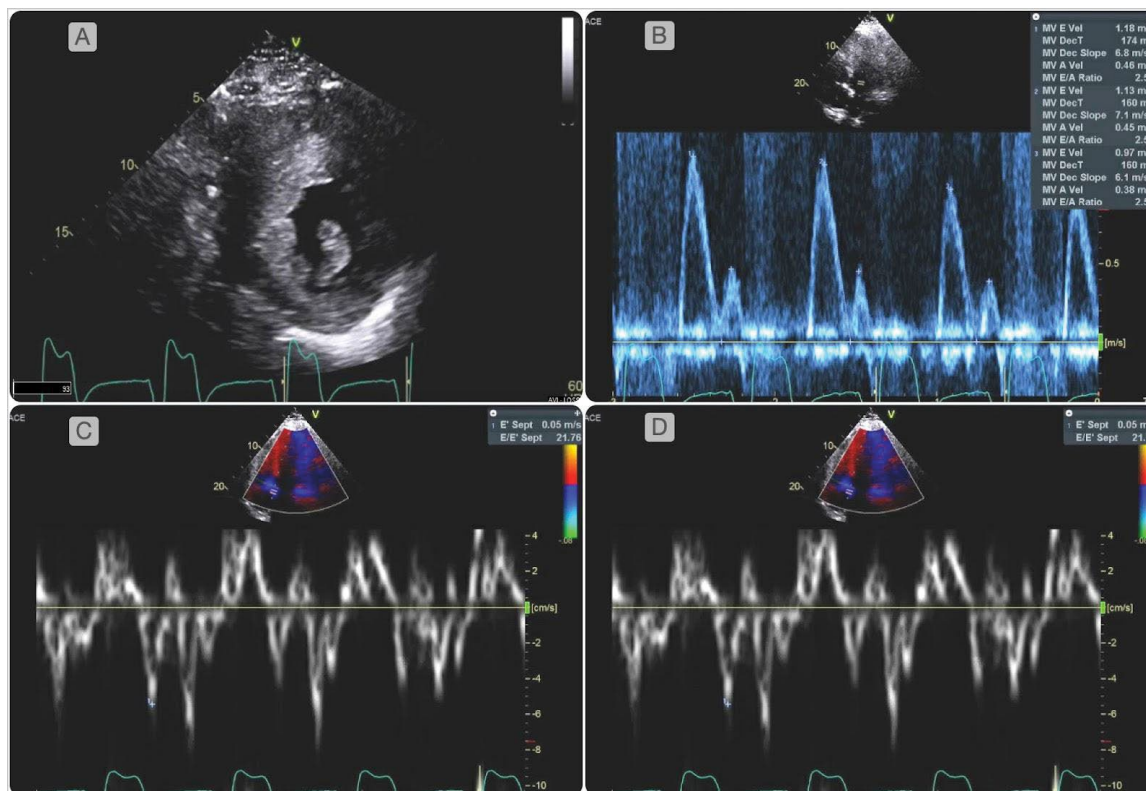 A
V
5
10
15
93
60
B
ACE
V
10
20
1 MV E Vel 1.18 m
MV DecT 174 m
MV Dec Slope 6.8 m/s
MV A Vel 0.46 m
MV E/A Ratio 2.5
2 MV E Vel 1.13 m
MV DecT 160 m
MV Dec Slope 7.1 m/s
MV A Vel 0.45 m
MV E/A Ratio 2.5
3 MV E Vel 0.97 m
MV DecT 160 m
MV Dec Slope 6.1 m/s
MV A Vel 0.38 m
MV E/A Ratio 2.5
0.5
[m/s]
ACE
C
V
10
20
1 E' Sept 0.05 m/s
E/E' Sept 21.76
-.08
4
2
[cm/s]
-2
-4
-6
-8
-10
ACE
D
V
10
20
1 E' Sept 0.05 m/s
E/E' Sept 21.
-.08
4
2
[cm/s]
-2
-4
-6
-8
-10